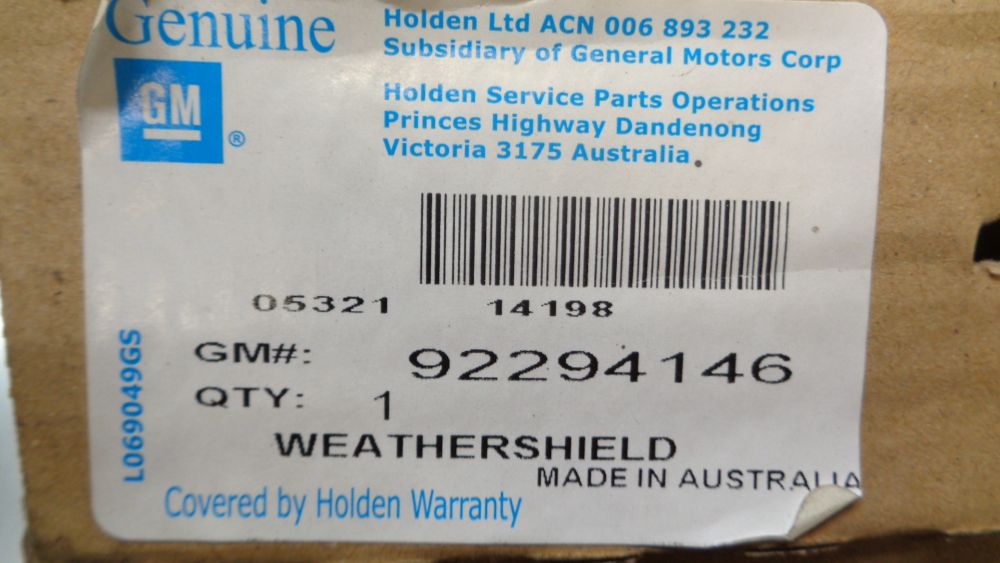 Genuine
GM
®
Holden Ltd ACN 006 893 232
Subsidiary of General Motors Corp
Holden Service Parts Operations
Princes Highway Dandenong
Victoria 3175 Australia.
05321 14198
GM#: 92294146
QTY: 1
WEATHERSHIELD
MADE IN AUSTRALIA
Covered by Holden Warranty
L069049GS